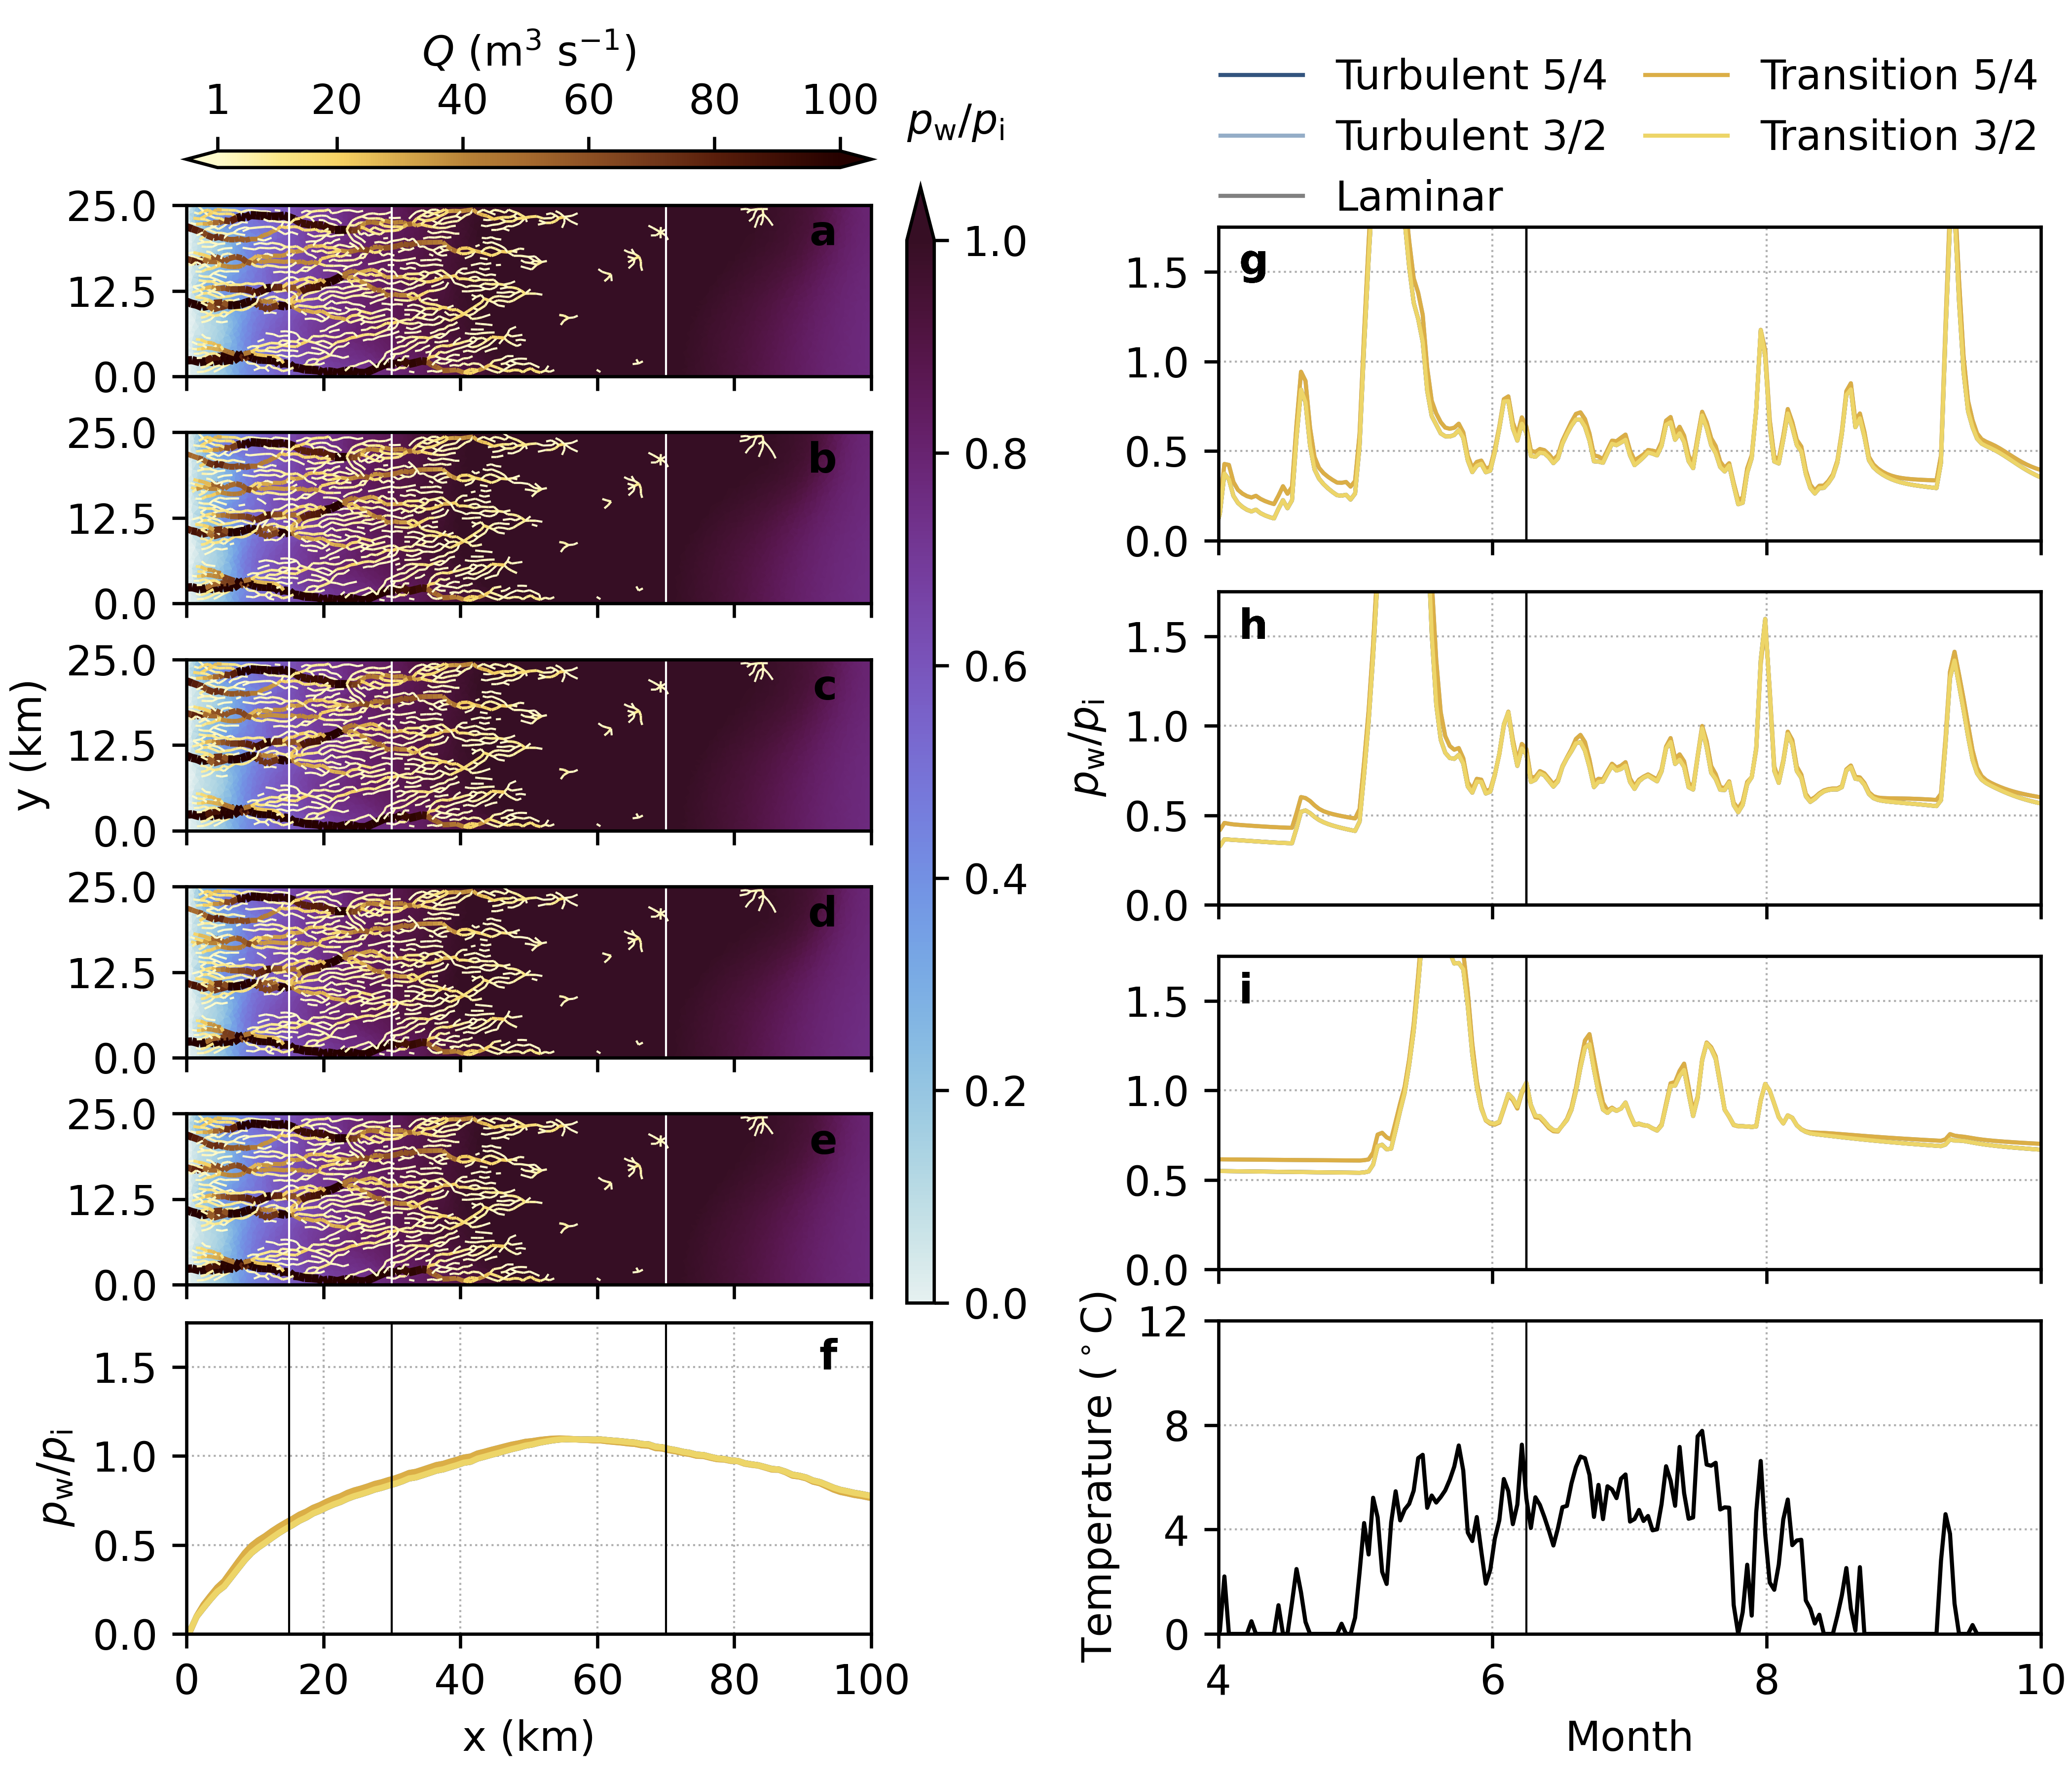 Q (m³ s⁻¹)
1 20 40 60 80 100
p_w/p_i
1.0
0.8
0.6
0.4
0.2
0.0
y (km)
25.0
12.5
0.0
a
25.0
12.5
0.0
b
25.0
12.5
0.0
c
25.0
12.5
0.0
d
25.0
12.5
0.0
e
p_w/p_i
1.5
1.0
0.5
0.0
f
0 20 40 60 80 100
x (km)
Turbulent 5/4
Turbulent 3/2
Laminar
Transition 5/4
Transition 3/2
g
1.5
1.0
0.5
0.0
h
p_w/p_i
1.5
1.0
0.5
0.0
i
1.5
1.0
0.5
0.0
Temperature (°C)
12
8
4
0
4 6 8 10
Month